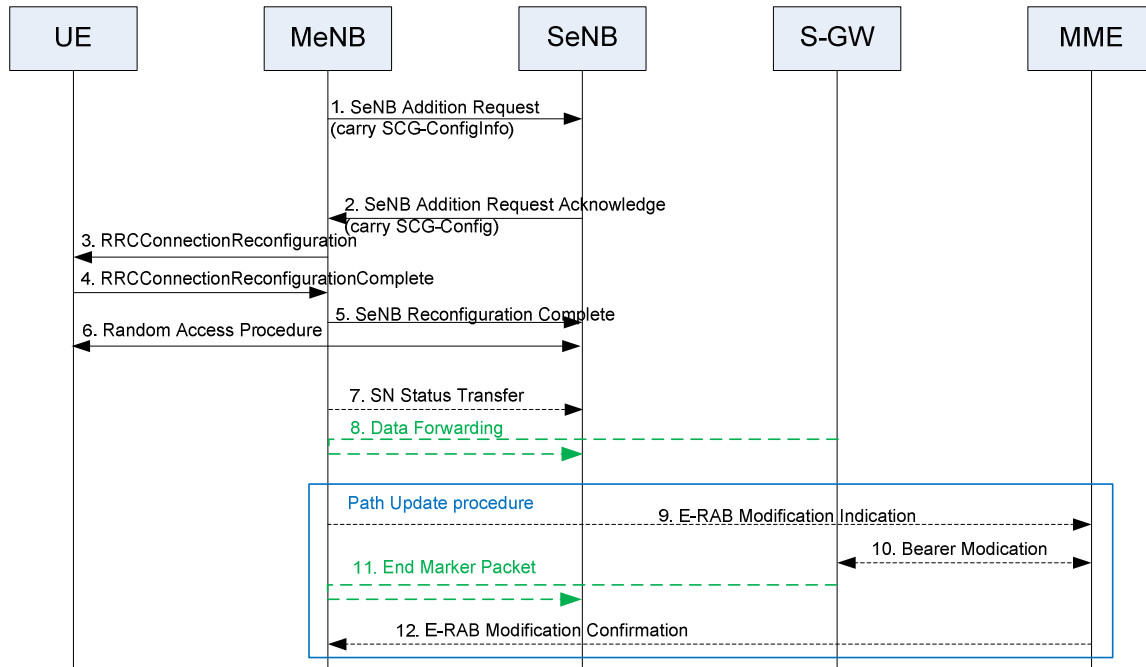 UE
MeNB
SeNB
S-GW
MME
1. SeNB Addition Request
(carry SCG-ConfigInfo)
2. SeNB Addition Request Acknowledge
(carry SCG-Config)
3. RRCConnectionReconfiguration
4. RRCConnectionReconfigurationComplete
5. SeNB Reconfiguration Complete
6. Random Access Procedure
7. SN Status Transfer
8. Data Forwarding
Path Update procedure
9. E-RAB Modification Indication
10. Bearer Modication
11. End Marker Packet
12. E-RAB Modification Confirmation